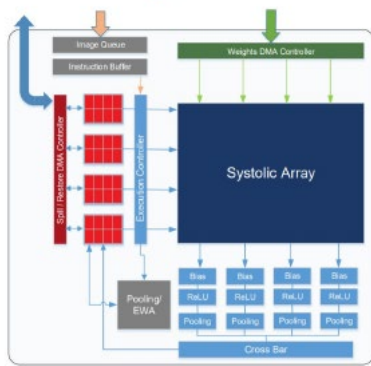 Image Queue
Weights DMA Controller
Instruction Buffer
Spill / Restore DMA Controller
Execution Controller
Systolic Array
Pooling/
EWA
Bias
Bias
Bias
Bias
ReLU
ReLU
ReLU
ReLU
Pooling
Pooling
Pooling
Pooling
Cross Bar